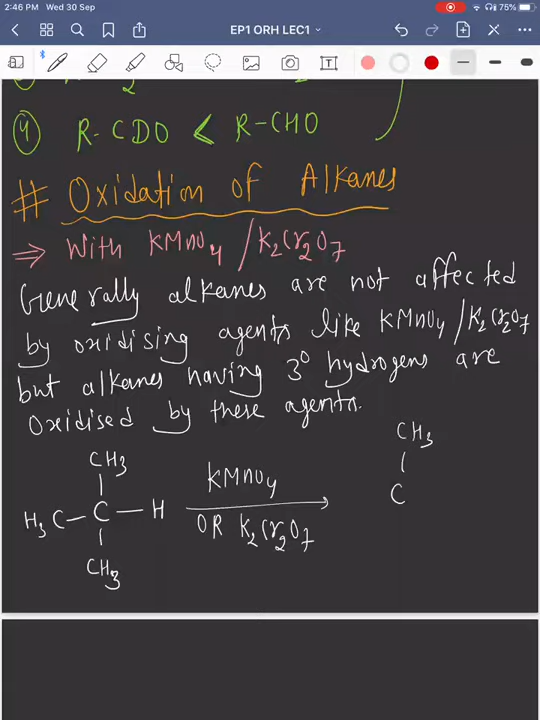 2:46 PM Wed 30 Sep
75%
EP1 ORH LEC1
④ R-CDO < R-CHO
# Oxidation of Alkanes
⇒ With KMnO4/K2Cr2O7
Generally alkanes are not affected
by oxidising agents like KMnO4/K2Cr2O7
but alkanes having 3° hydrogens are
oxidised by these agents.
CH3
H3C-C-H
CH3
KMnO4
OR K2Cr2O7
CH3
C